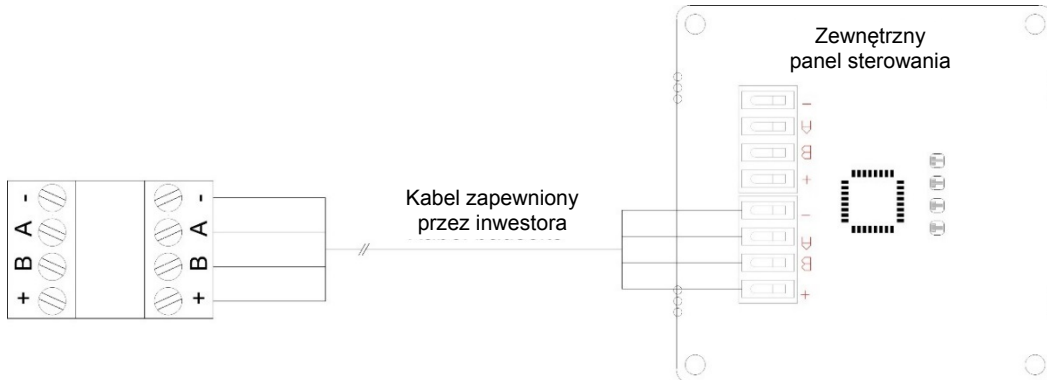 Zewnętrzny
panel sterowania
-
A
B
+
-
A
B
+
Kabel zapewniony
przez inwestora
-
A
B
+
-
A
B
+